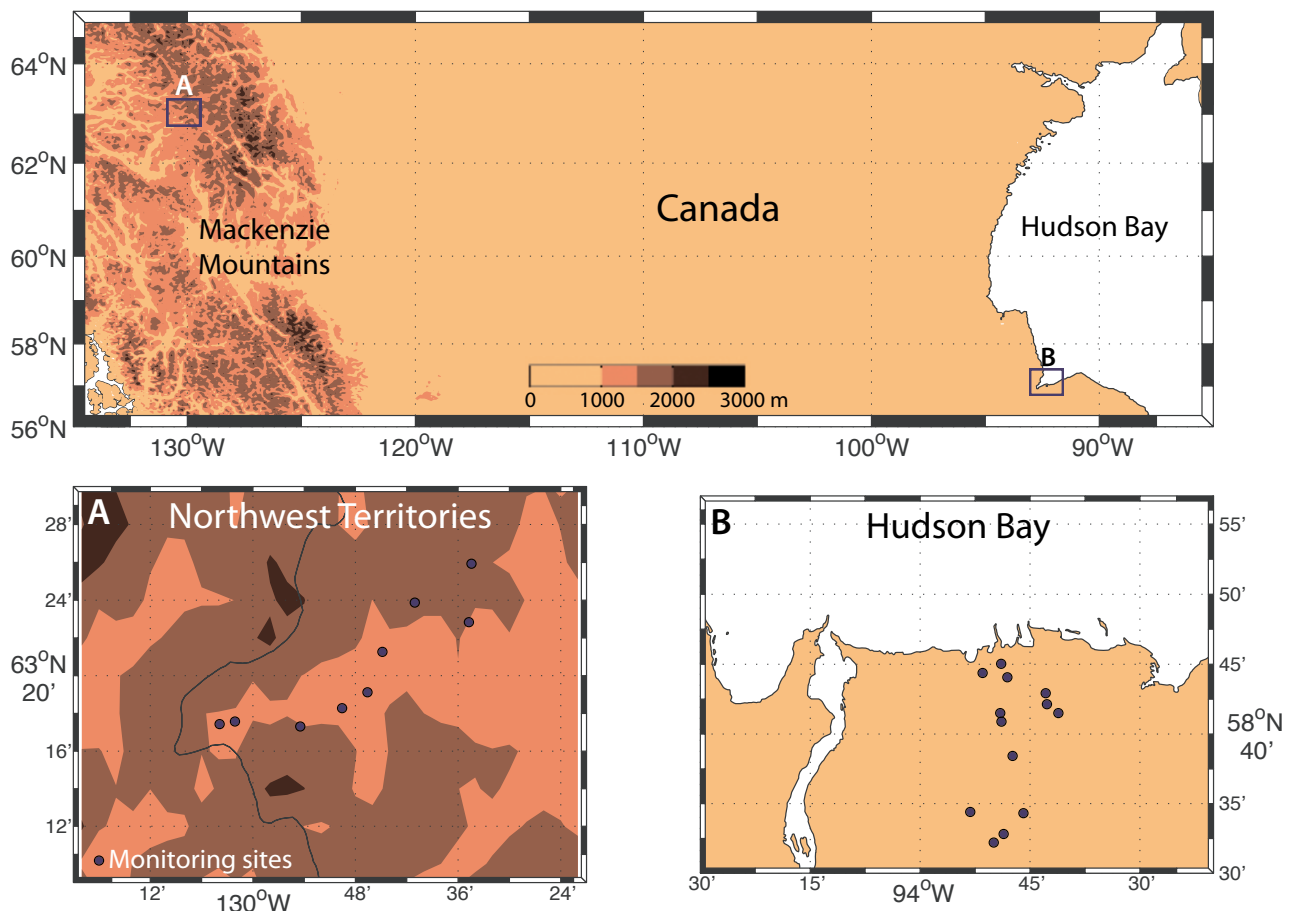 64°N
62°N
60°N
58°N
56°N
A
Mackenzie
Mountains
Canada
Hudson Bay
B
0
1000
2000
3000 m
130°W
120°W
110°W
100°W
90°W
A
Northwest Territories
28'
24'
63°N
20'
16'
12'
Monitoring sites
12'
130°W
48'
36'
24'
B
Hudson Bay
55'
50'
45'
58°N
40'
35'
30'
30'
15'
94°W
45'
30'